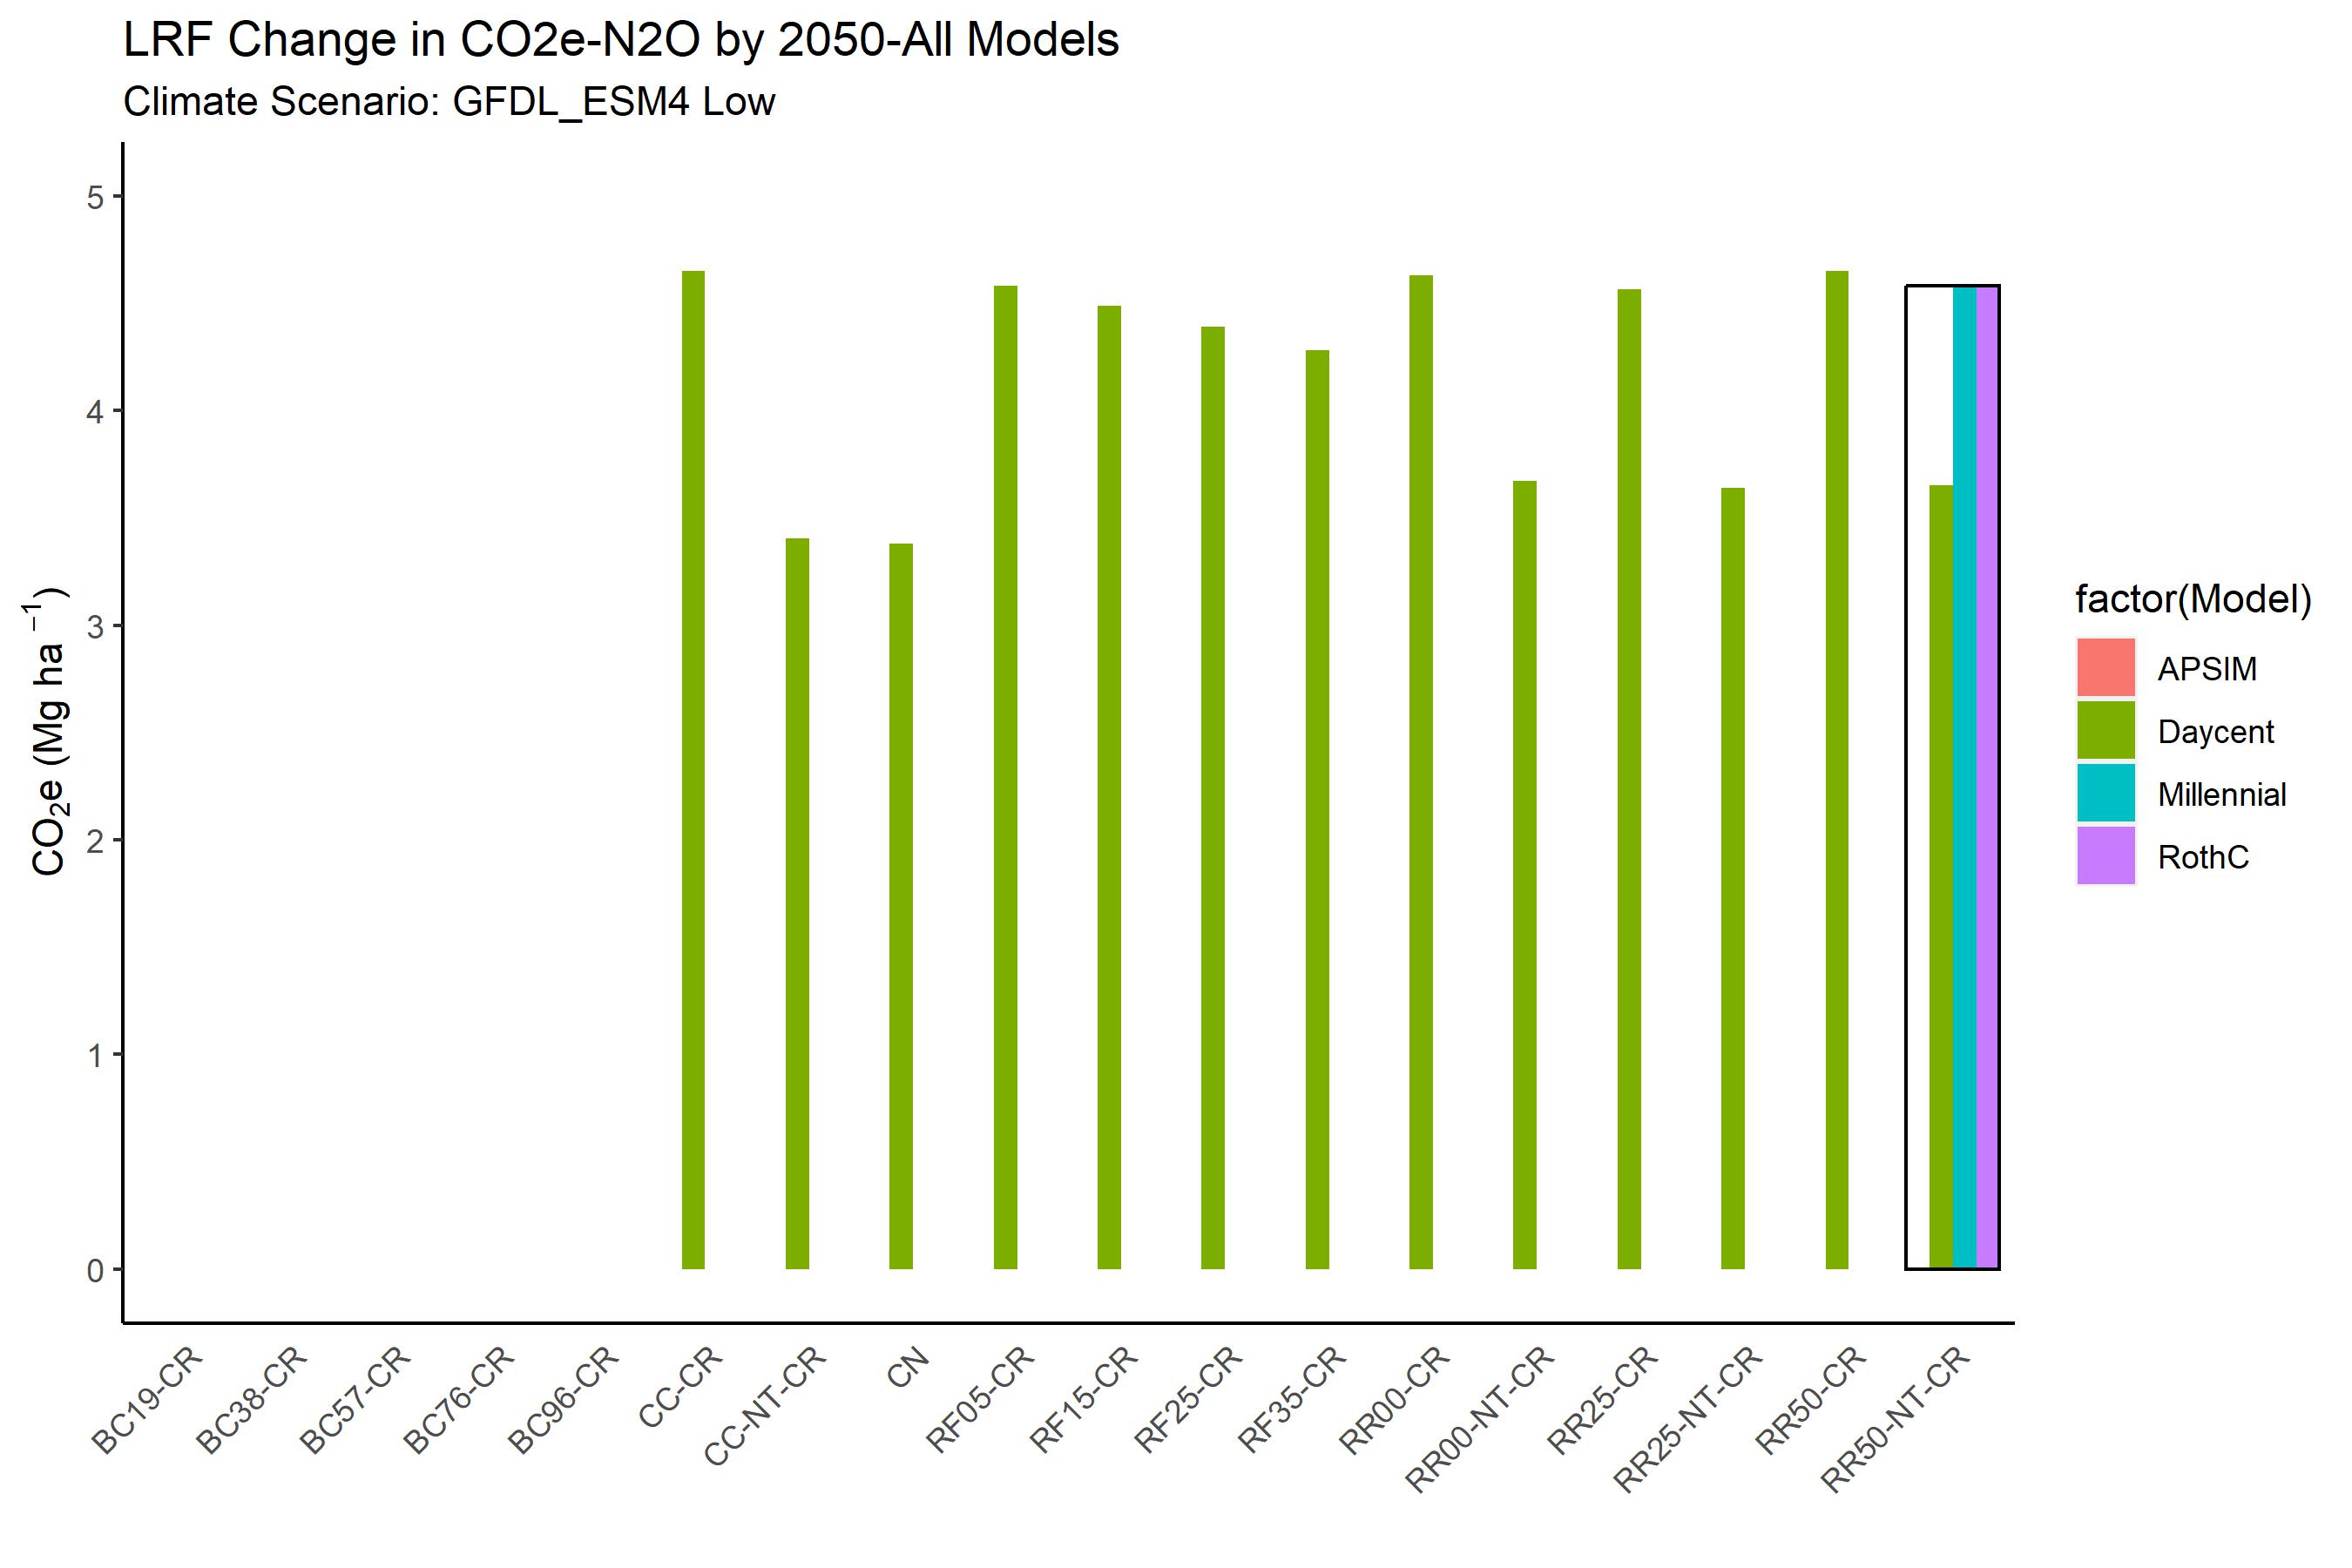 LRF Change in CO2e-N2O by 2050-All Models
Climate Scenario: GFDL_ESM4 Low
CO₂e (Mg ha ⁻¹)
5
4
3
2
1
0
BC19-CR
BC38-CR
BC57-CR
BC76-CR
BC96-CR
CC-CR
CC-NT-CR
CN
RF05-CR
RF15-CR
RF25-CR
RF35-CR
RR00-CR
RR00-NT-CR
RR25-CR
RR25-NT-CR
RR50-CR
RR50-NT-CR
factor(Model)
APSIM
Daycent
Millennial
RothC